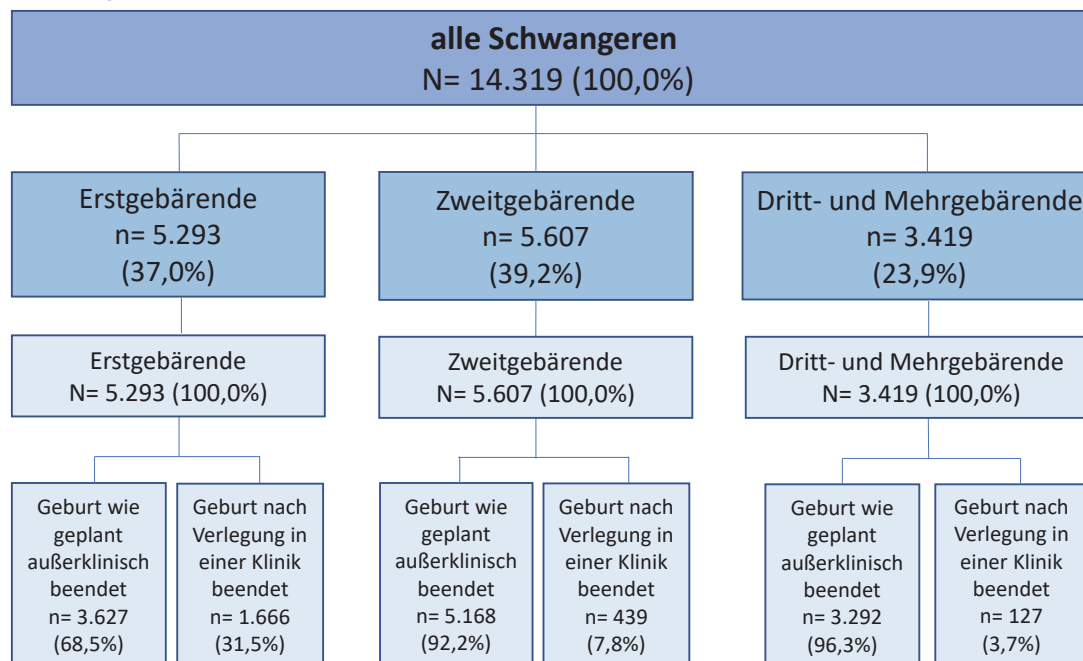 alle Schwangeren
N= 14.319 (100,0%)
Erstgebärende
n= 5.293
(37,0%)
Zweitgebärende
n= 5.607
(39,2%)
Dritt- und Mehrgebärende
n= 3.419
(23,9%)
Erstgebärende
N= 5.293 (100,0%)
Zweitgebärende
N= 5.607 (100,0%)
Dritt- und Mehrgebärende
N= 3.419 (100,0%)
Geburt wie
geplant
außerklinisch
beendet
n= 3.627
(68,5%)
Geburt nach
Verlegung in
einer Klinik
beendet
n= 1.666
(31,5%)
Geburt wie
geplant
außerklinisch
beendet
n= 5.168
(92,2%)
Geburt nach
Verlegung in
einer Klinik
beendet
n= 439
(7,8%)
Geburt wie
geplant
außerklinisch
beendet
n= 3.292
(96,3%)
Geburt nach
Verlegung in
einer Klinik
beendet
n= 127
(3,7%)